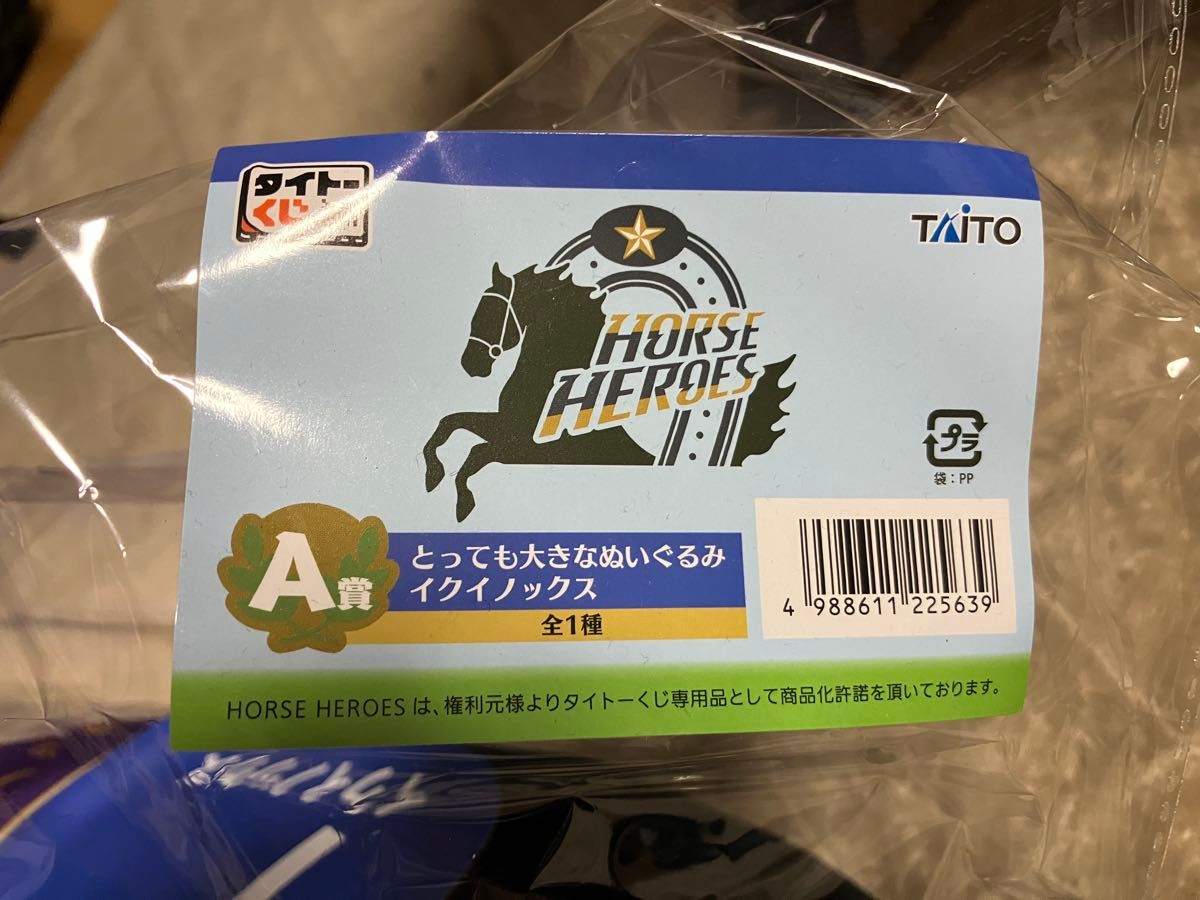 タイトー
くじ
TAITO
HORSE
HEROES
プラ
袋：PP
A賞
とっても大きなぬいぐるみ
イクイノックス
全1種
4 988611 225639
HORSE HEROES は、権利元様よりタイトーくじ専用品として商品化許諾を頂いております。